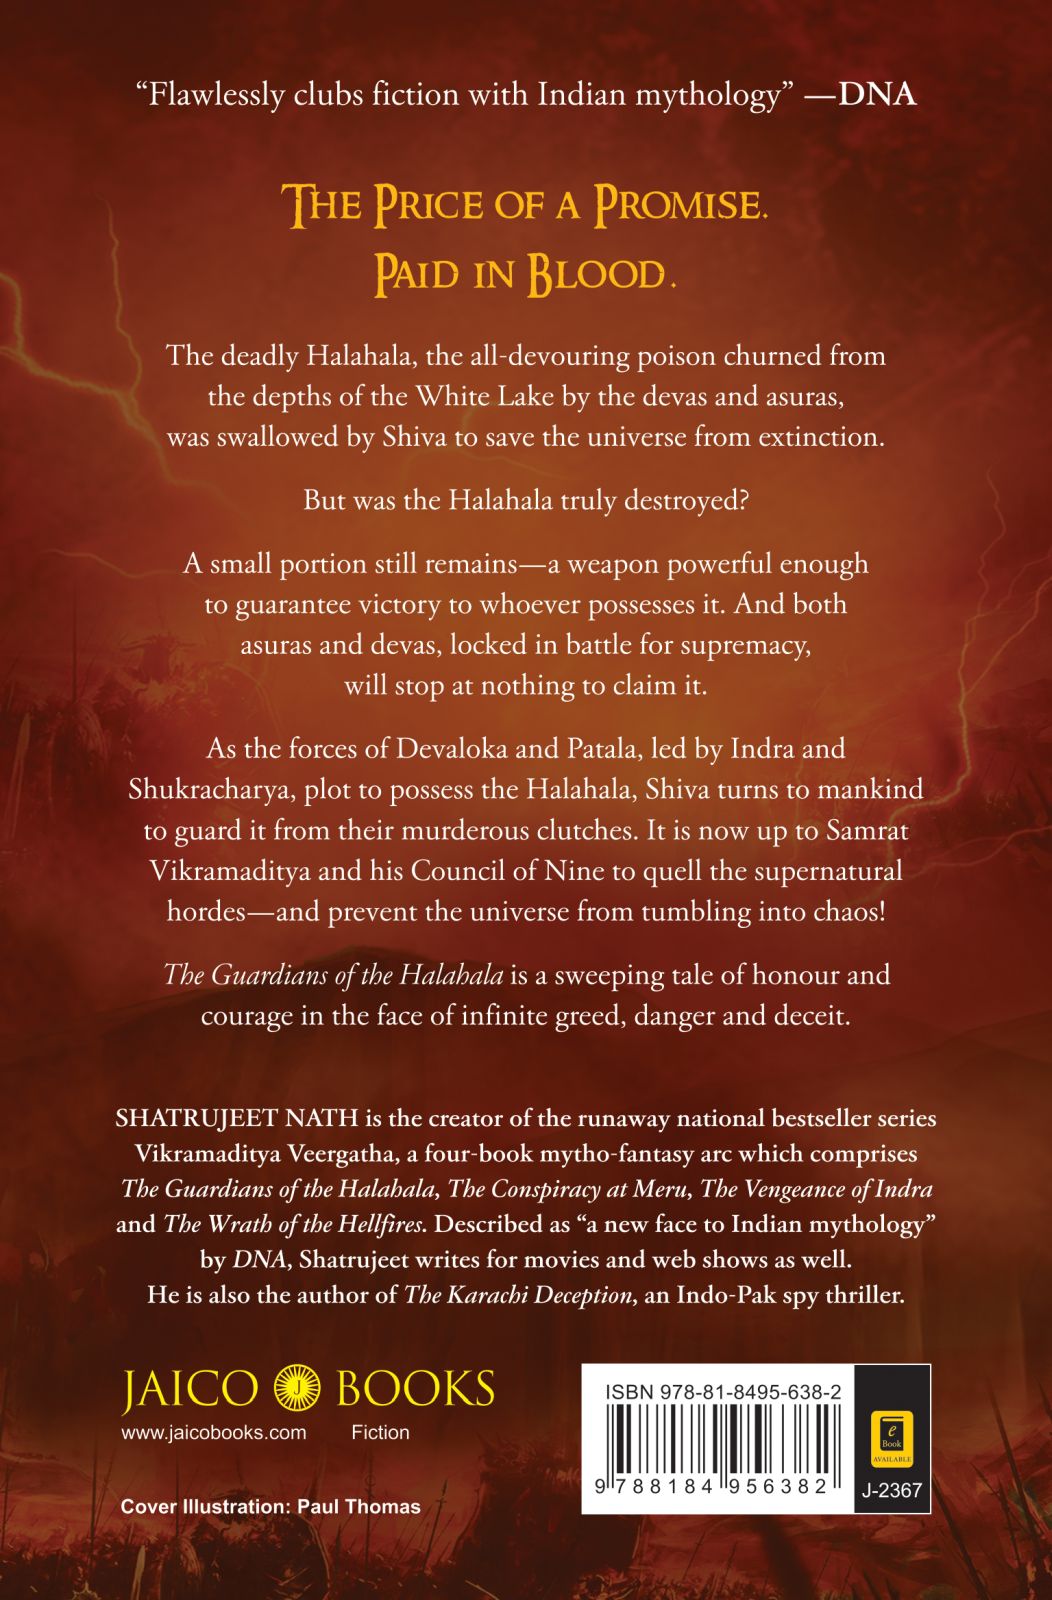 “Flawlessly clubs fiction with Indian mythology” —DNA
The Price of a Promise.
Paid in Blood.
The deadly Halahala, the all-devouring poison churned from
the depths of the White Lake by the devas and asuras,
was swallowed by Shiva to save the universe from extinction.
But was the Halahala truly destroyed?
A small portion still remains—a weapon powerful enough
to guarantee victory to whoever possesses it. And both
asuras and devas, locked in battle for supremacy,
will stop at nothing to claim it.
As the forces of Devaloka and Patala, led by Indra and
Shukracharya, plot to possess the Halahala, Shiva turns to mankind
to guard it from their murderous clutches. It is now up to Samrat
Vikramaditya and his Council of Nine to quell the supernatural
hordes—and prevent the universe from tumbling into chaos!
The Guardians of the Halahala is a sweeping tale of honour and
courage in the face of infinite greed, danger and deceit.
SHATRUJEET NATH is the creator of the runaway national bestseller series
Vikramaditya Veergatha, a four-book mytho-fantasy arc which comprises
The Guardians of the Halahala, The Conspiracy at Meru, The Vengeance of Indra
and The Wrath of the Hellfires. Described as “a new face to Indian mythology”
by DNA, Shatrujeet writes for movies and web shows as well.
He is also the author of The Karachi Deception, an Indo-Pak spy thriller.
JAICO J BOOKS
www.jaicobooks.com Fiction
Cover Illustration: Paul Thomas
ISBN 978-81-8495-638-2
9 788184 956382
e
Book
AVAILABLE
J-2367